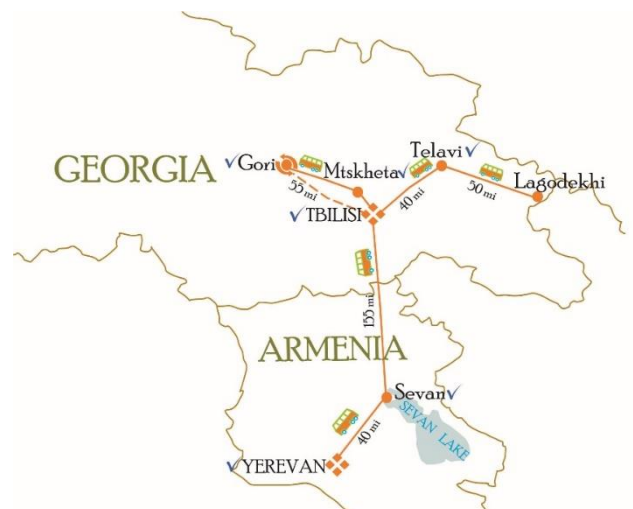 Telavi
GEORGIA
Gori
Mtskheta
Lagodekhi
55 mi
40 mi
50 mi
TBILISI
155 mi
ARMENIA
Sevan
SEVAN LAKE
40 mi
YEREVAN